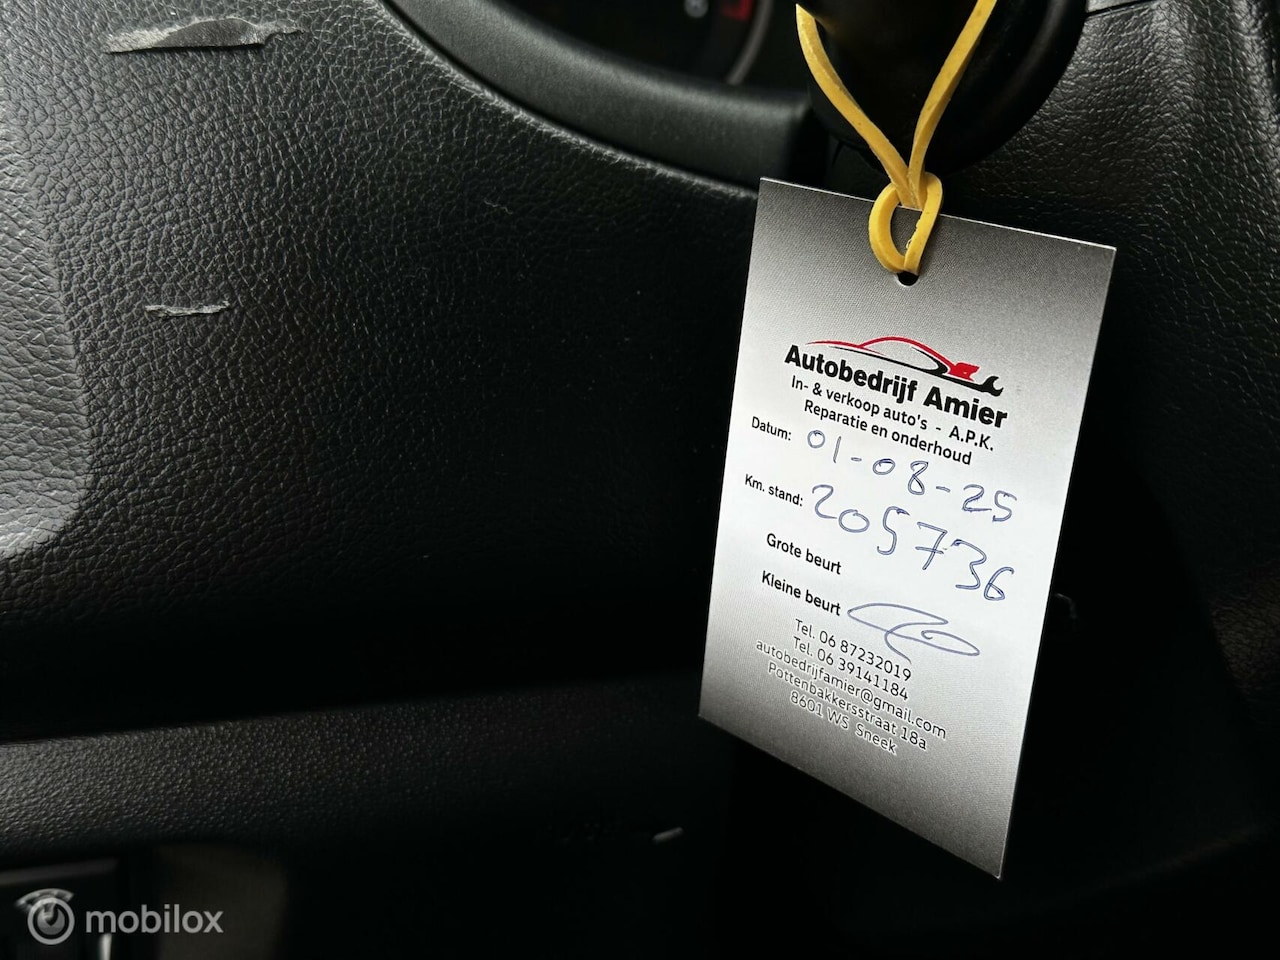 Autobedrijf Amier
In- & verkoop auto's - A.P.K.
Reparatie en onderhoud
Datum: 01-08-25
Km. stand: 205736
Grote beurt
Kleine beurt
Tel. 06 87232019
Tel. 06 39141184
autobedrijfamier@gmail.com
Pottenbakkersstraat 18a
8601 WS Sneek
mobilox